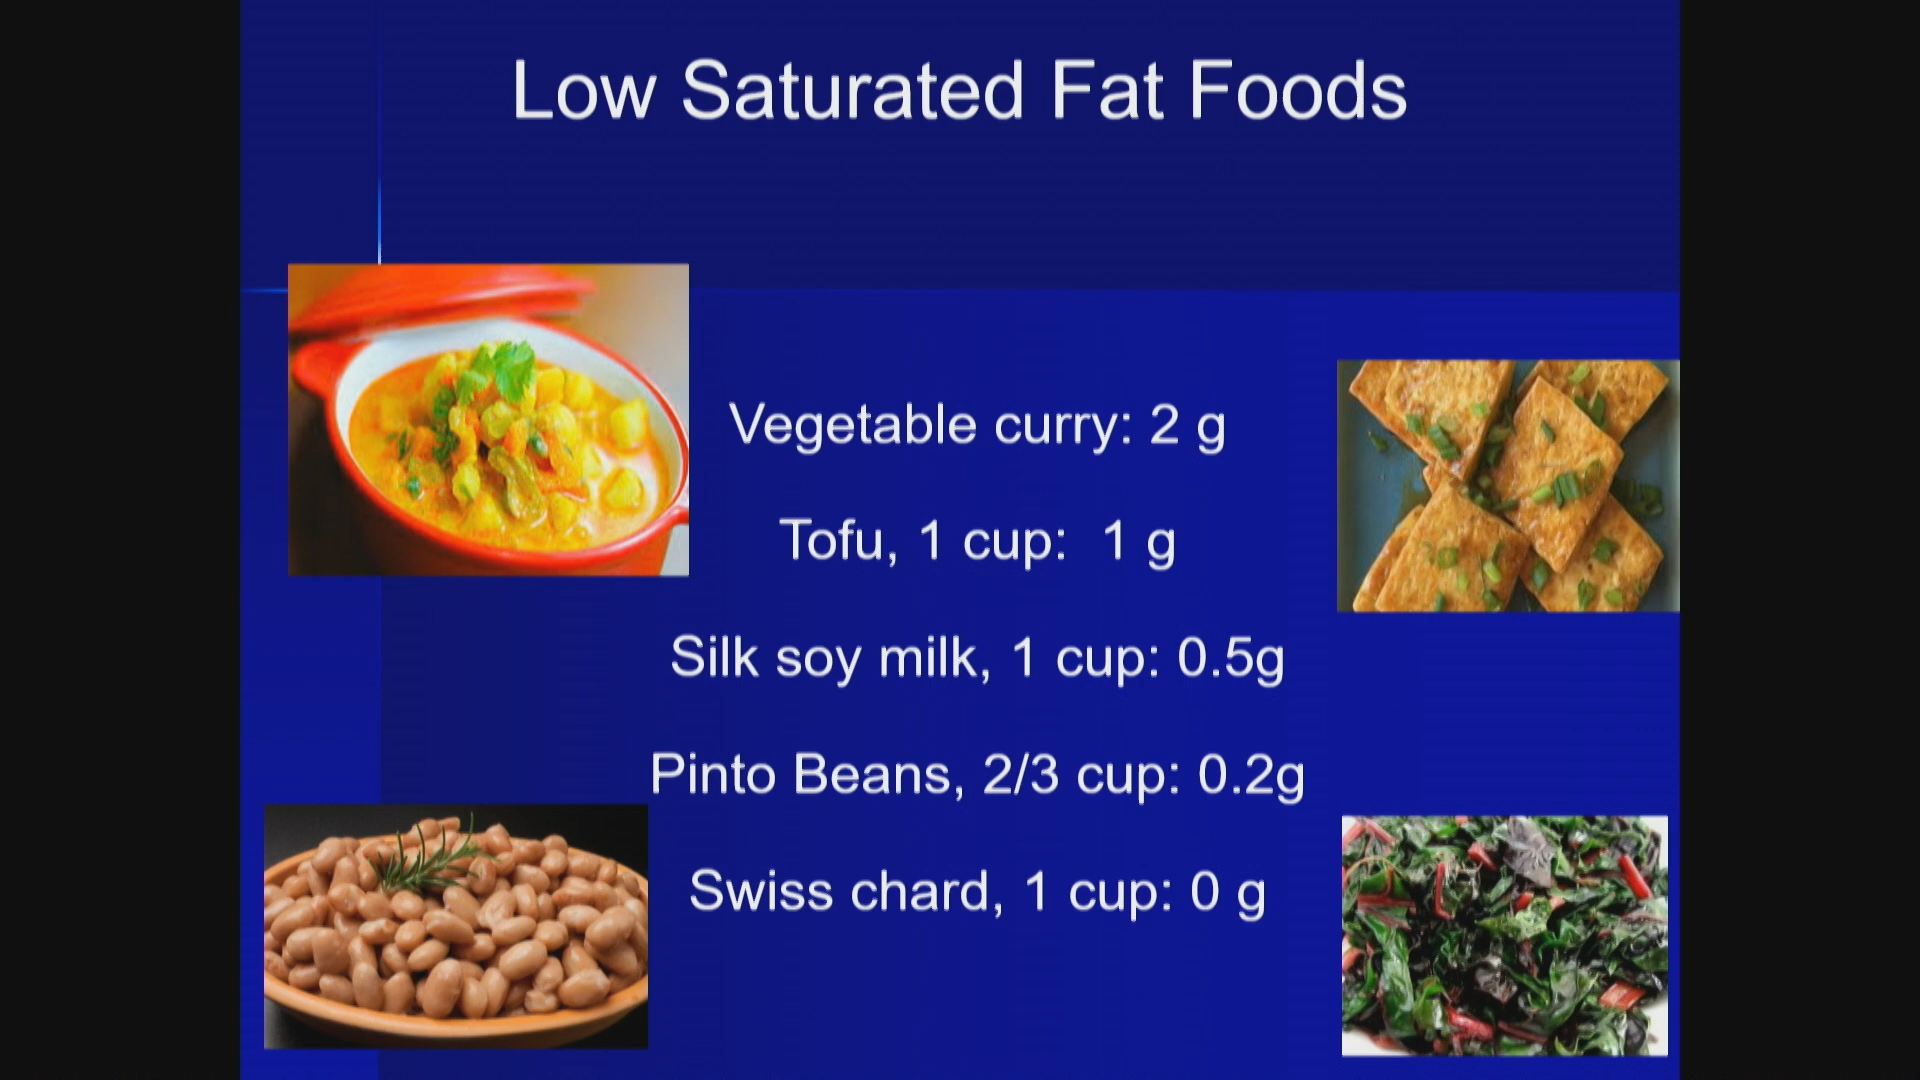 Low Saturated Fat Foods
Vegetable curry: 2 g
Tofu, 1 cup:  1 g
Silk soy milk, 1 cup: 0.5g
Pinto Beans, 2/3 cup: 0.2g
Swiss chard, 1 cup: 0 g